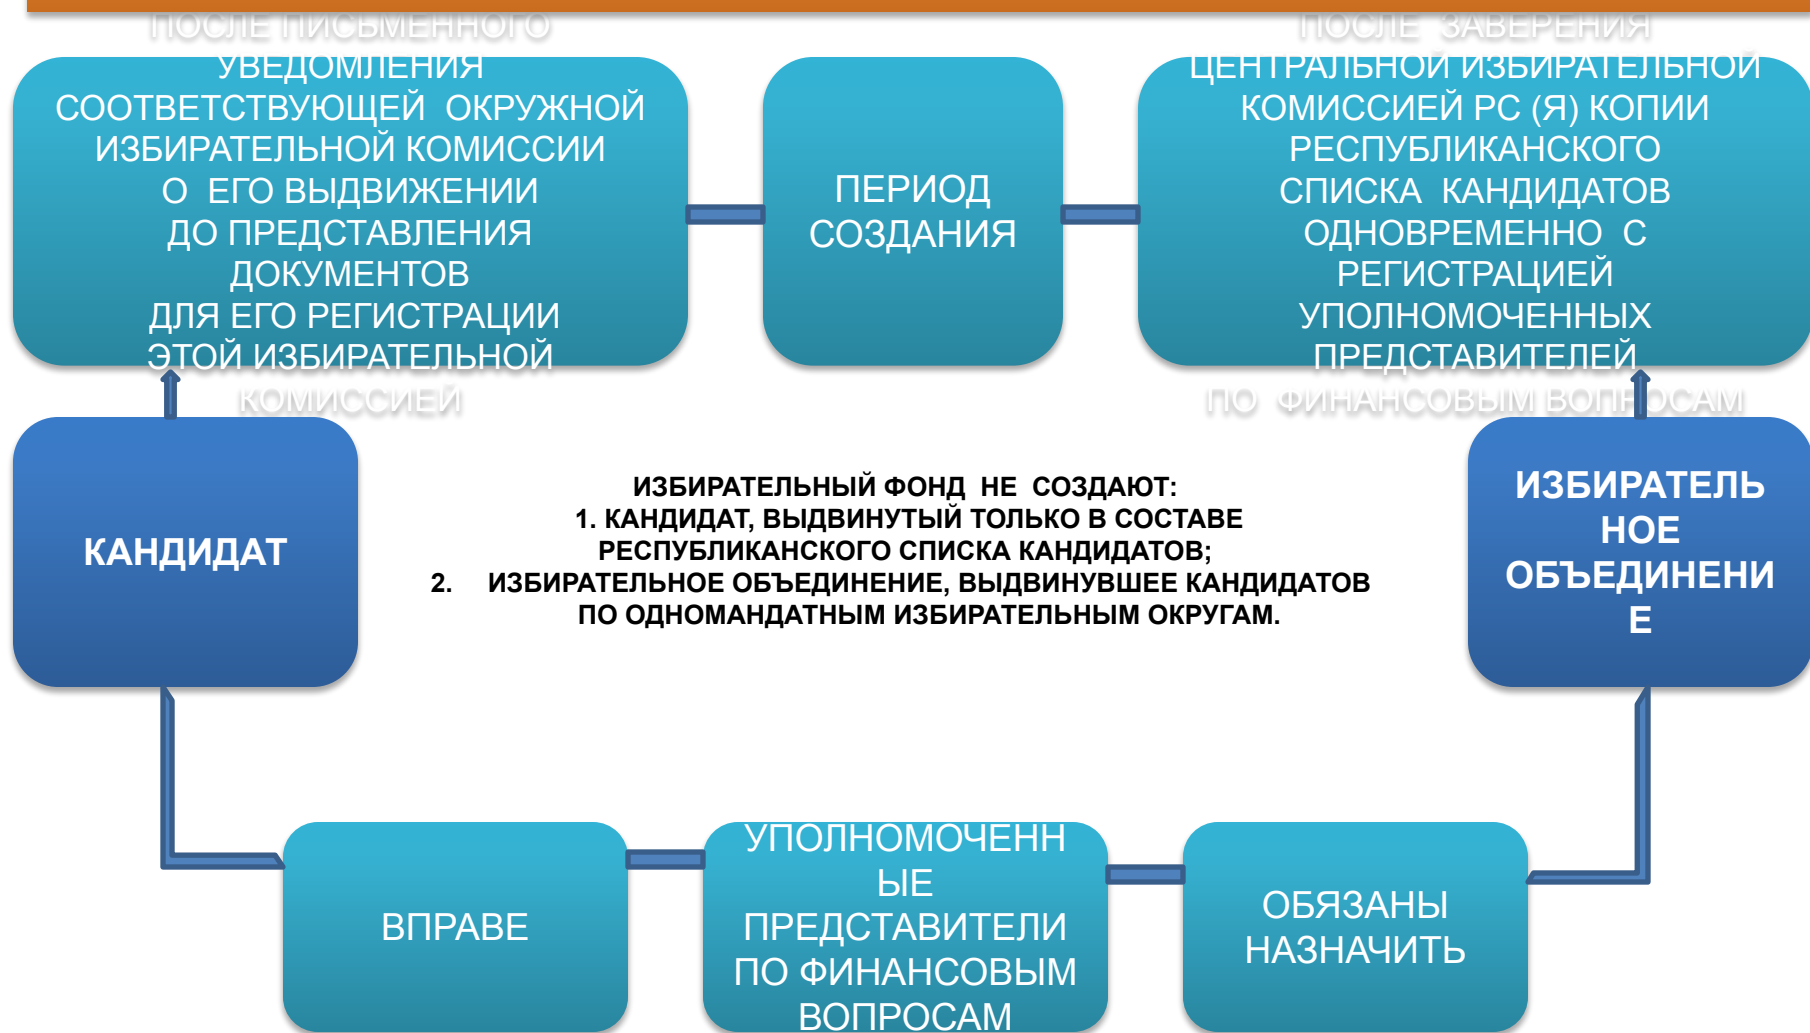 ПОСЛЕ ПИСЬМЕННОГО
УВЕДОМЛЕНИЯ
СООТВЕТСТВУЮЩЕЙ ОКРУЖНОЙ
ИЗБИРАТЕЛЬНОЙ КОМИССИИ
О ЕГО ВЫДВИЖЕНИИ
ДО ПРЕДСТАВЛЕНИЯ
ДОКУМЕНТОВ
ДЛЯ ЕГО РЕГИСТРАЦИИ
ЭТОЙ ИЗБИРАТЕЛЬНОЙ
КОМИССИЕЙ
ПЕРИОД
СОЗДАНИЯ
ПОСЛЕ ЗАВЕРЕНИЯ
ЦЕНТРАЛЬНОЙ ИЗБИРАТЕЛЬНОЙ
КОМИССИЕЙ РС (Я) КОПИИ
РЕСПУБЛИКАНСКОГО
СПИСКА КАНДИДАТОВ
ОДНОВРЕМЕННО С
РЕГИСТРАЦИЕЙ
УПОЛНОМОЧЕННЫХ
ПРЕДСТАВИТЕЛЕЙ
ПО ФИНАНСОВЫМ ВОПРОСАМ
КАНДИДАТ
ИЗБИРАТЕЛЬНЫЙ ФОНД НЕ СОЗДАЮТ:
1. КАНДИДАТ, ВЫДВИНУТЫЙ ТОЛЬКО В СОСТАВЕ
РЕСПУБЛИКАНСКОГО СПИСКА КАНДИДАТОВ;
2. ИЗБИРАТЕЛЬНОЕ ОБЪЕДИНЕНИЕ, ВЫДВИНУВШЕЕ КАНДИДАТОВ
ПО ОДНОМАНДАТНЫМ ИЗБИРАТЕЛЬНЫМ ОКРУГАМ.
ИЗБИРАТЕЛЬ
НОЕ
ОБЪЕДИНЕНИ
Е
ВПРАВЕ
УПОЛНОМОЧЕНН
ЫЕ
ПРЕДСТАВИТЕЛИ
ПО ФИНАНСОВЫМ
ВОПРОСАМ
ОБЯЗАНЫ
НАЗНАЧИТЬ